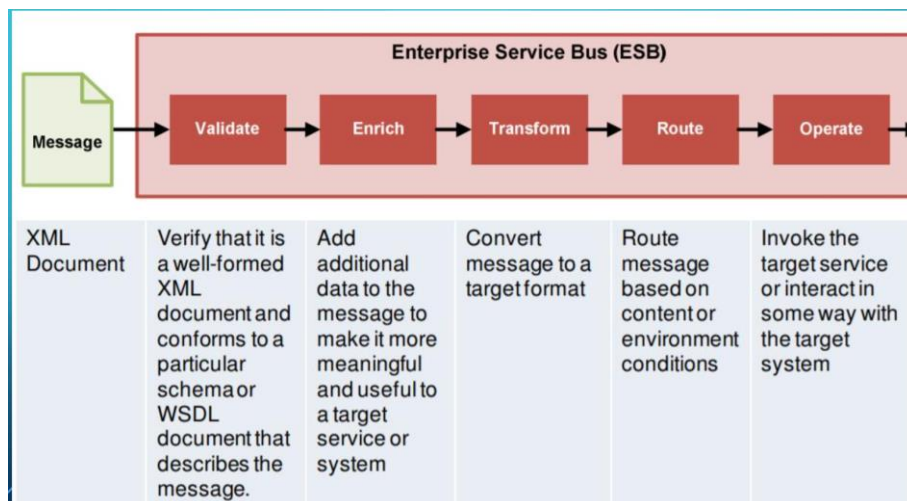 Enterprise Service Bus (ESB)
Message
Validate
Enrich
Transform
Route
Operate
XML
Document
Verify that it is
a well-formed
XML
document and
conforms to a
particular
schema or
WSDL
document that
describes the
message.
Add
additional
data to the
message to
make it more
meaningful
and useful to
a target
service or
system
Convert
message to a
target format
Route
message
based on
content or
environment
conditions
Invoke the
target service
or interact in
some way with
the target
system